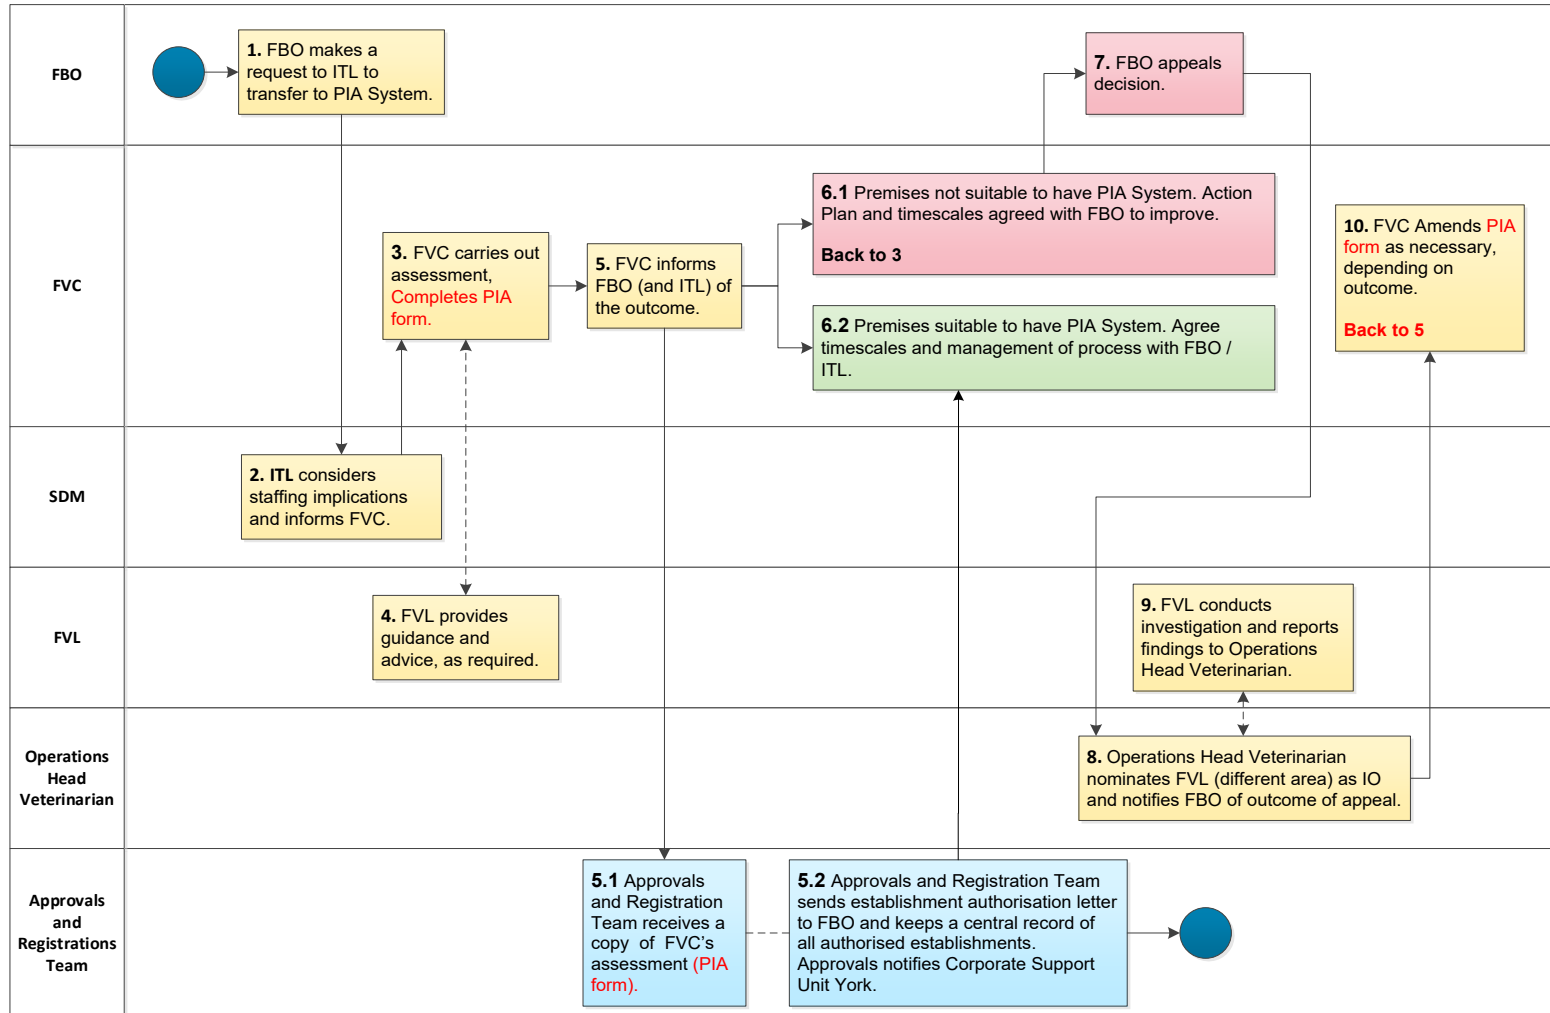 FBO
1. FBO makes a
request to ITL to
transfer to PIA System.
7. FBO appeals
decision.
FVC
3. FVC carries out
assessment,
Completes PIA
form.
5. FVC informs
FBO (and ITL) of
the outcome.
6.1 Premises not suitable to have PIA System. Action
Plan and timescales agreed with FBO to improve.
Back to 3
6.2 Premises suitable to have PIA System. Agree
timescales and management of process with FBO /
ITL.
10. FVC Amends PIA
form as necessary,
depending on
outcome.
Back to 5
SDM
2. ITL considers
staffing implications
and informs FVC.
FVL
4. FVL provides
guidance and
advice, as required.
9. FVL conducts
investigation and reports
findings to Operations
Head Veterinarian.
Operations
Head
Veterinarian
8. Operations Head Veterinarian
nominates FVL (different area) as IO
and notifies FBO of outcome of appeal.
Approvals
and
Registrations
Team
5.1 Approvals
and Registration
Team receives a
copy of FVC's
assessment (PIA
form).
5.2 Approvals and Registration Team
sends establishment authorisation letter
to FBO and keeps a central record of
all authorised establishments.
Approvals notifies Corporate Support
Unit York.